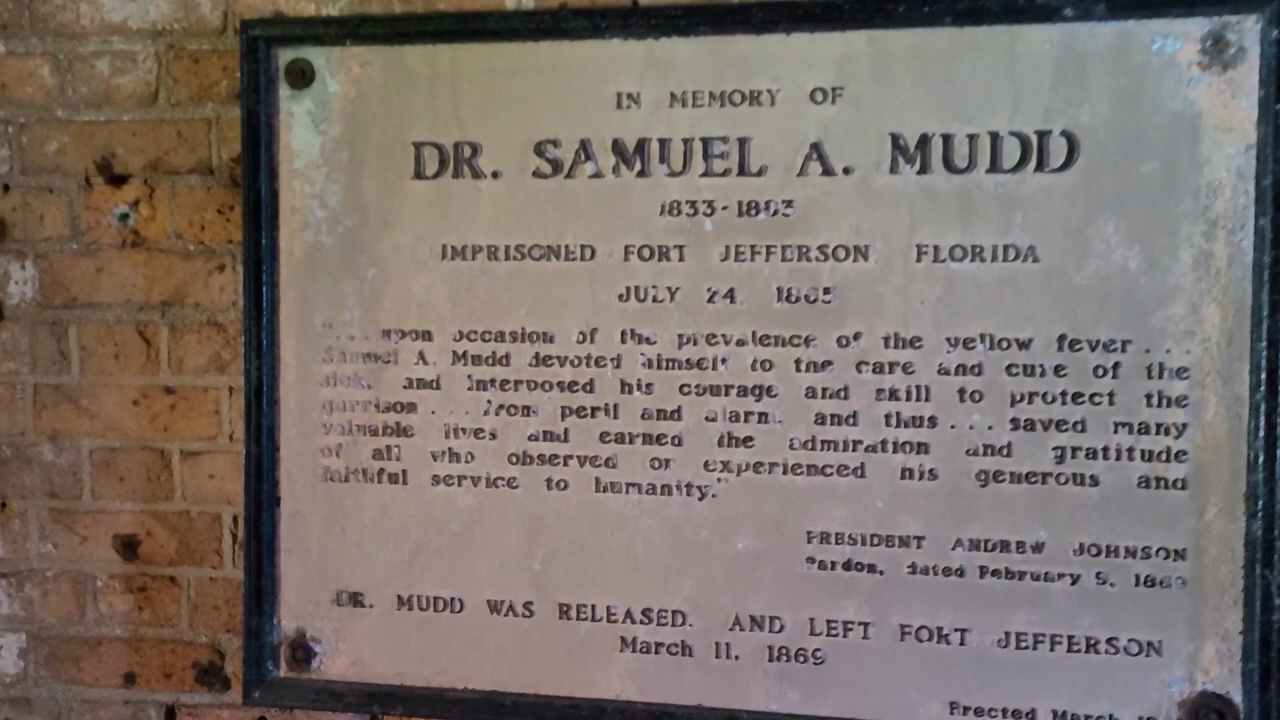 IN MEMORY OF
DR. SAMUEL A. MUDD
1833-1883
IMPRISONED FORT JEFFERSON FLORIDA
JULY 24, 1865
". . . upon occasion of the prevalence of the yellow fever . . .
Samuel A. Mudd devoted himself to the care and cure of the
sick, and interposed his courage and skill to protect the
garrison . . . from peril and alarm, and thus . . . saved many
valuable lives and earned the admiration and gratitude
of all who observed or experienced his generous and
faithful service to humanity."
PRESIDENT ANDREW JOHNSON
Pardon, dated February 8, 1869
DR. MUDD WAS RELEASED, AND LEFT FORT JEFFERSON
March 11, 1869
Erected March